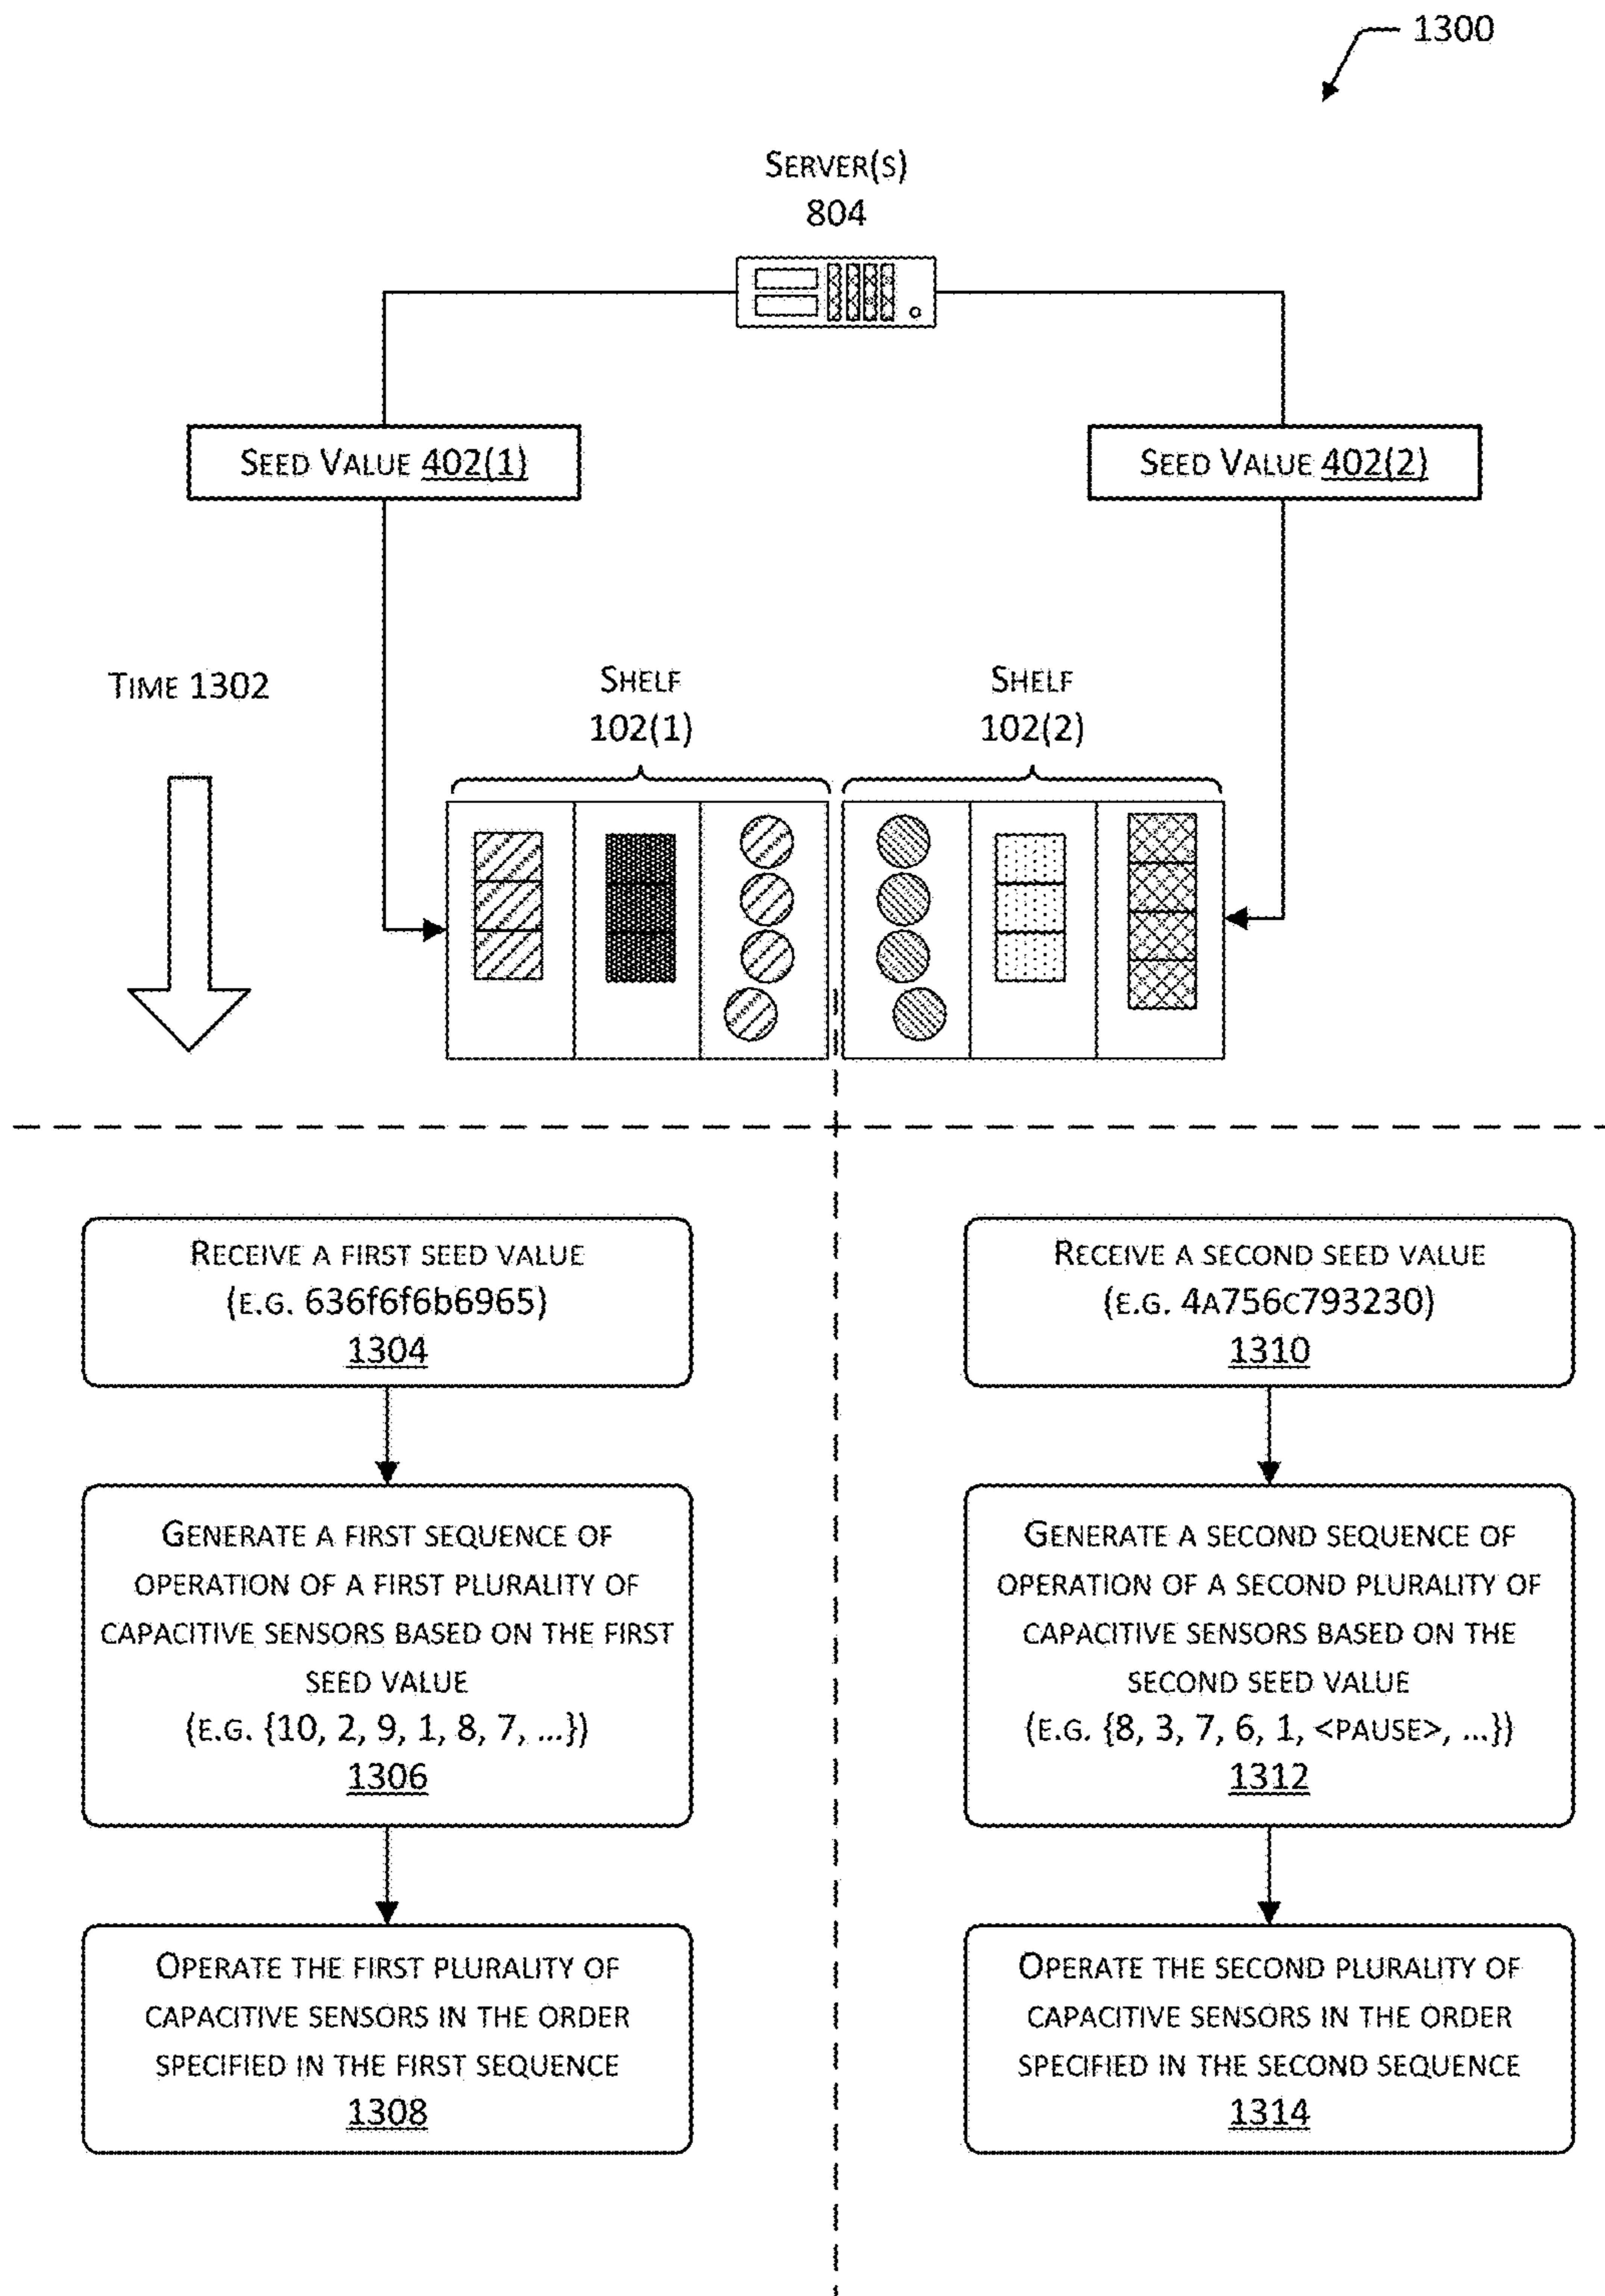 1300
Server(s)
804
Seed Value 402(1)
Seed Value 402(2)
Time 1302
Shelf
102(1)
Shelf
102(2)
Receive a first seed value
(e.g. 636f6f6b6965)
1304
Generate a first sequence of
operation of a first plurality of
capacitive sensors based on the first
seed value
(e.g. {10, 2, 9, 1, 8, 7, ...})
1306
Operate the first plurality of
capacitive sensors in the order
specified in the first sequence
1308
Receive a second seed value
(e.g. 4a756c793230)
1310
Generate a second sequence of
operation of a second plurality of
capacitive sensors based on the
second seed value
(e.g. {8, 3, 7, 6, 1, <pause>, ...})
1312
Operate the second plurality of
capacitive sensors in the order
specified in the second sequence
1314